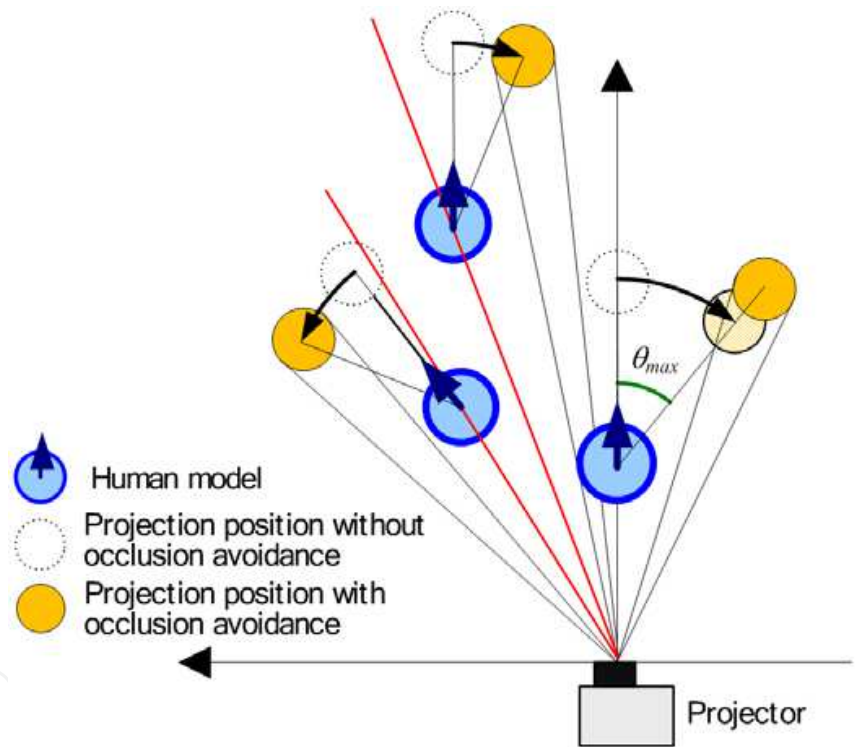 θmax
Human model
Projection position without
occlusion avoidance
Projection position with
occlusion avoidance
Projector